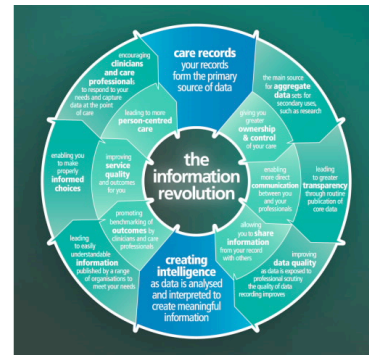 care records
your records
form the primary
source of data
the main source
for aggregate
data sets for
secondary uses,
such as research
giving you
greater
ownership
& control
of your care
leading
to greater
transparency
through routine
publication of
core data
enabling
more direct
communication
between you
and your
professionals
improving
data quality
as data is exposed to
professional scrutiny
the quality of data
recording improves
allowing
you to share
information
from your record
with others
creating
intelligence
as data is analysed
and interpreted to
create meaningful
information
leading
to easily
understandable
information
published by a range
of organisations to
meet your needs
promoting
benchmarking of
outcomes by
clinicians and care
professionals
enabling you
to make
properly
informed
choices
improving
service
quality
and outcomes
for you
encouraging
clinicians
and care
professionals
to respond to your
needs and capture
data at the point
of care
leading to more
person-centred
care
the
information
revolution